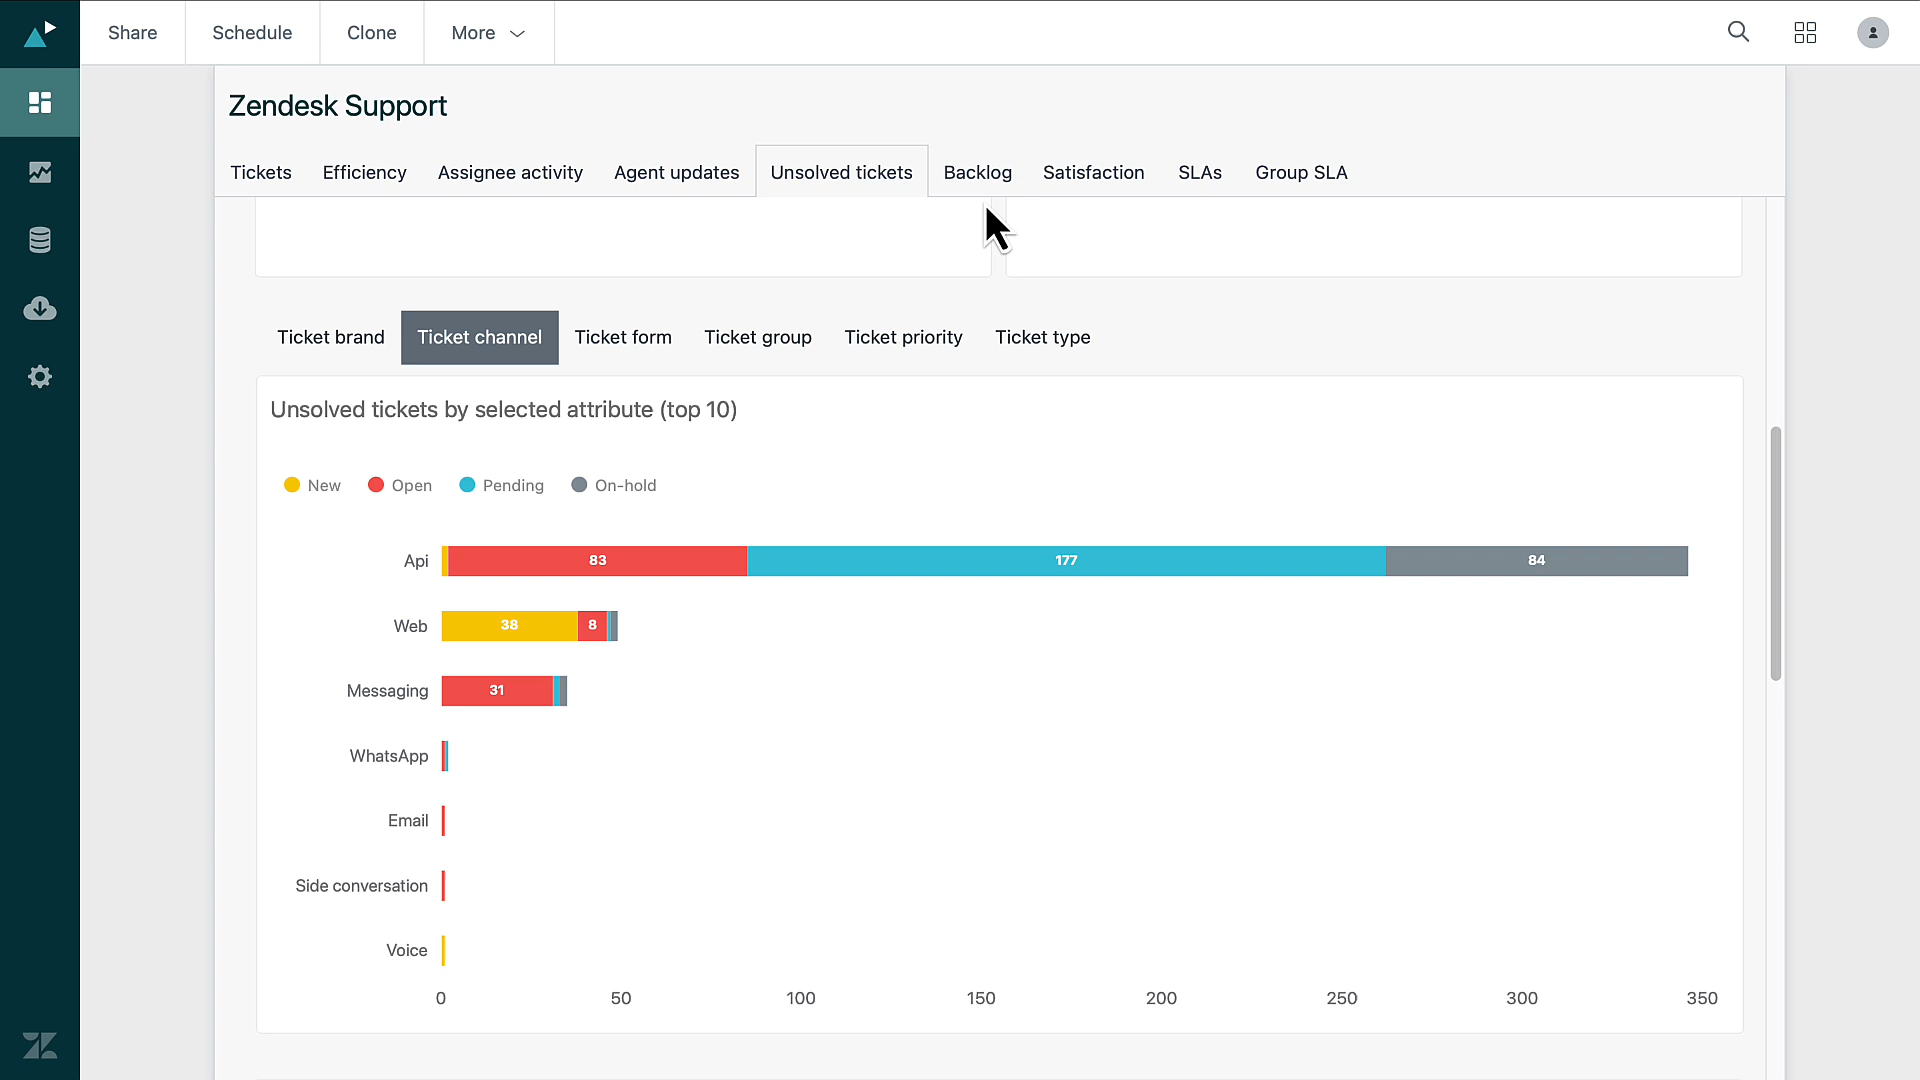 Share Schedule Clone More
Zendesk Support
Tickets Efficiency Assignee activity Agent updates Unsolved tickets Backlog Satisfaction SLAs Group SLA
Ticket brand Ticket channel Ticket form Ticket group Ticket priority Ticket type
Unsolved tickets by selected attribute (top 10)
New Open Pending On-hold
Api 83 177 84
Web 38 8
Messaging 31
WhatsApp
Email
Side conversation
Voice
0 50 100 150 200 250 300 350